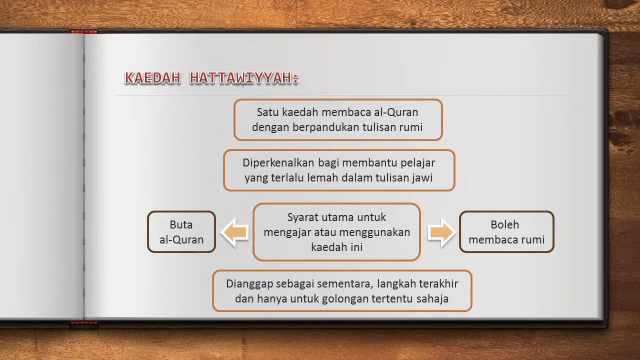 KAEDAH HATTAWIYYAH:
Satu kaedah membaca al-Quran
dengan berpandukan tulisan rumi
Diperkenalkan bagi membantu pelajar
yang terlalu lemah dalam tulisan jawi
Buta
al-Quran
Syarat utama untuk
mengajar atau menggunakan
kaedah ini
Boleh
membaca rumi
Dianggap sebagai sementara, langkah terakhir
dan hanya untuk golongan tertentu sahaja